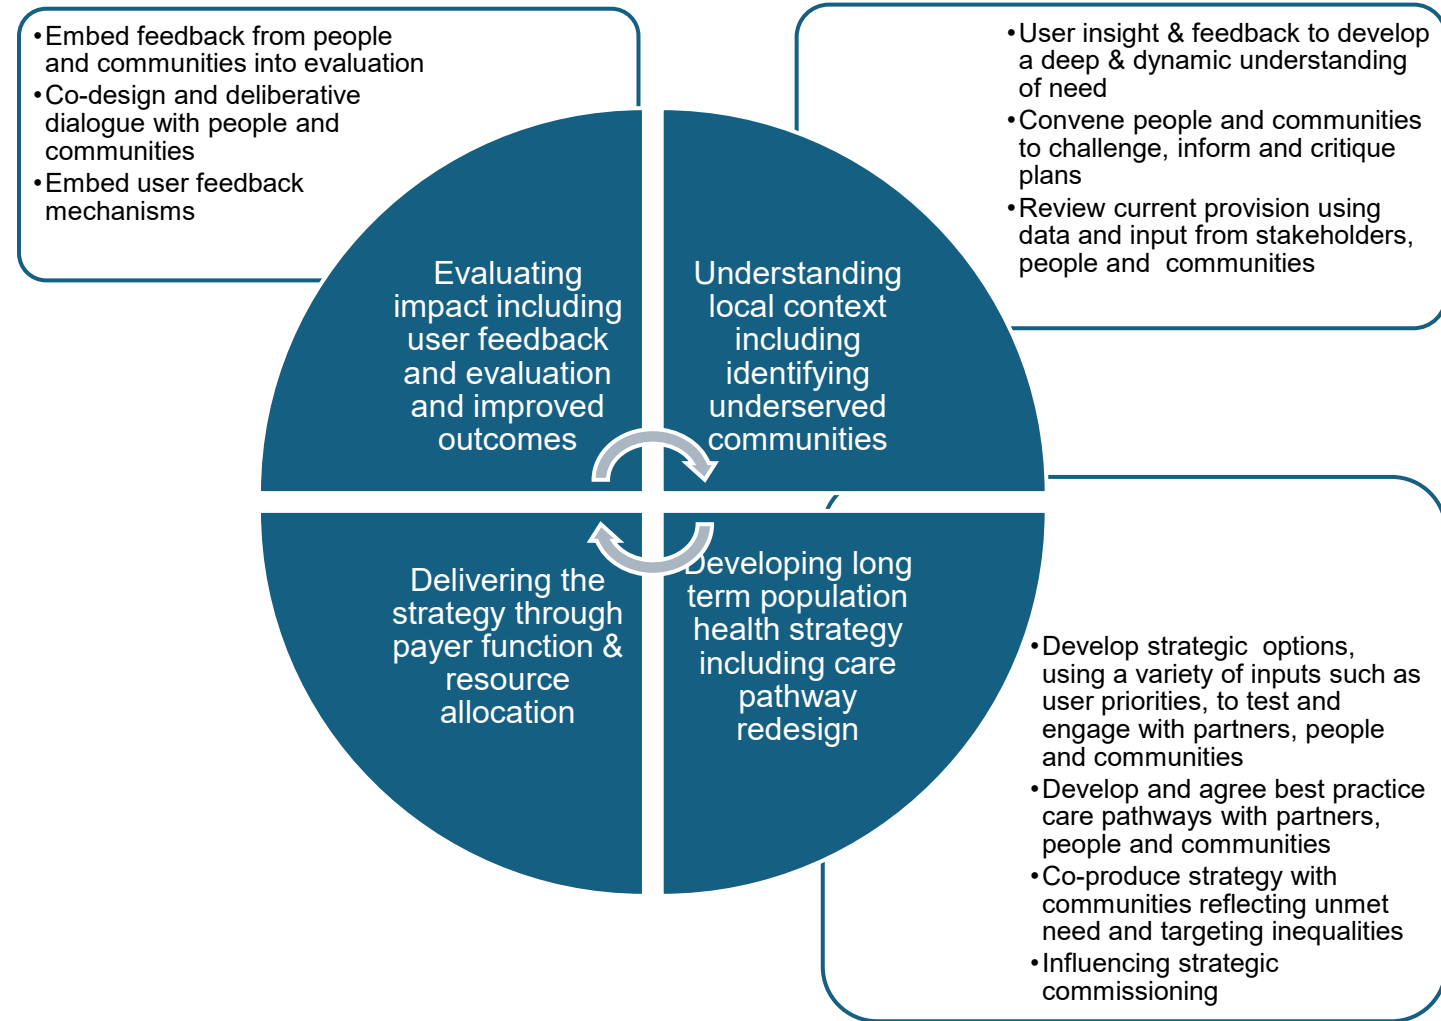 •Embed feedback from people
and communities into evaluation
•Co-design and deliberative
dialogue with people and
communities
•Embed user feedback
mechanisms
•User insight & feedback to develop
a deep & dynamic understanding
of need
•Convene people and communities
to challenge, inform and critique
plans
•Review current provision using
data and input from stakeholders,
people and  communities
Evaluating
impact including
user feedback
and evaluation
and improved
outcomes
Understanding
local context
including
identifying
underserved
communities
Delivering the
strategy through
payer function &
resource
allocation
Developing long
term population
health strategy
including care
pathway
redesign
•Develop strategic  options,
using a variety of inputs such as
user priorities, to test and
engage with partners, people
and communities
•Develop and agree best practice
care pathways with partners,
people and communities
•Co-produce strategy with
communities reflecting unmet
need and targeting inequalities
•Influencing strategic
commissioning